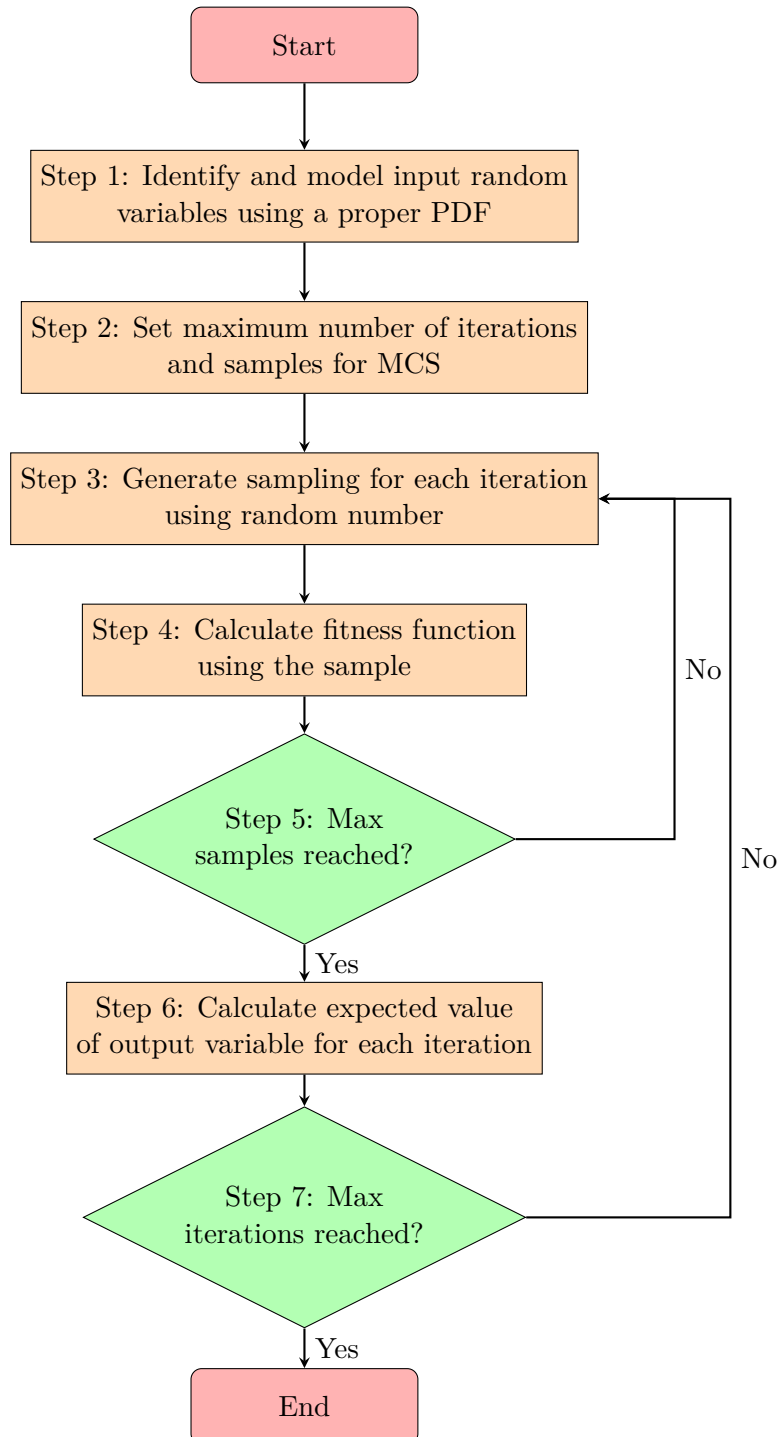 Start
Step 1: Identify and model input random
variables using a proper PDF
Step 2: Set maximum number of iterations
and samples for MCS
Step 3: Generate sampling for each iteration
using random number
Step 4: Calculate fitness function
using the sample
No
Step 5: Max
samples reached?
No
Yes
Step 6: Calculate expected value
of output variable for each iteration
Step 7: Max
iterations reached?
Yes
End